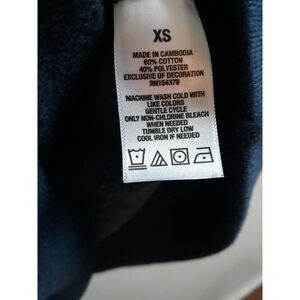 XS
MADE IN CAMBODIA
60% COTTON
40% POLYESTER
EXCLUSIVE OF DECORATION
RN154379
MACHINE WASH COLD WITH
LIKE COLORS
GENTLE CYCLE
ONLY NON-CHLORINE BLEACH
WHEN NEEDED
TUMBLE DRY LOW
COOL IRON IF NEEDED